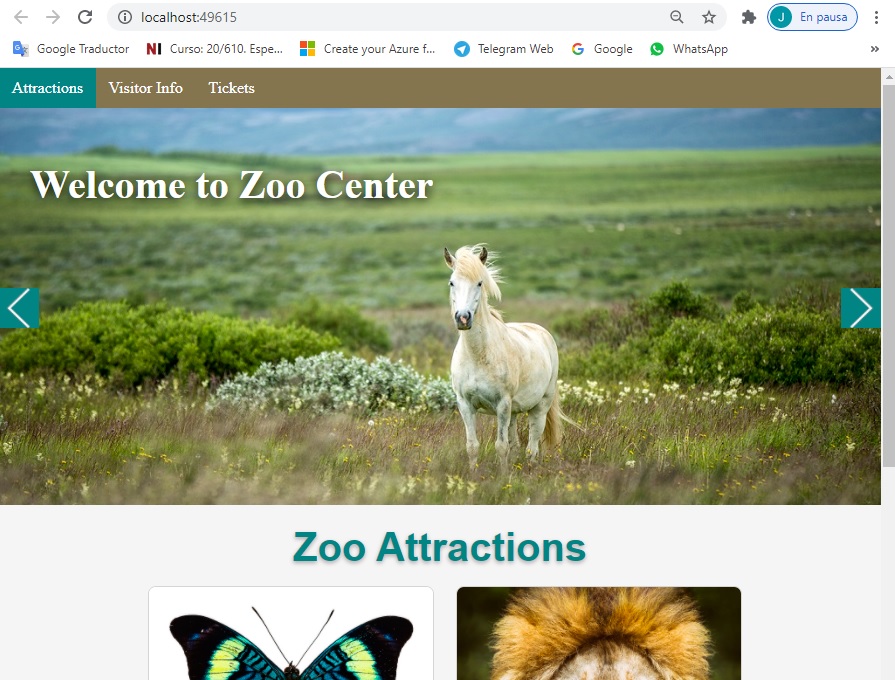 localhost:49615
J En pausa
Google Traductor NI Curso: 20/610. Espe... Create your Azure f... Telegram Web G Google WhatsApp »
Attractions Visitor Info Tickets
Welcome to Zoo Center
Zoo Attractions